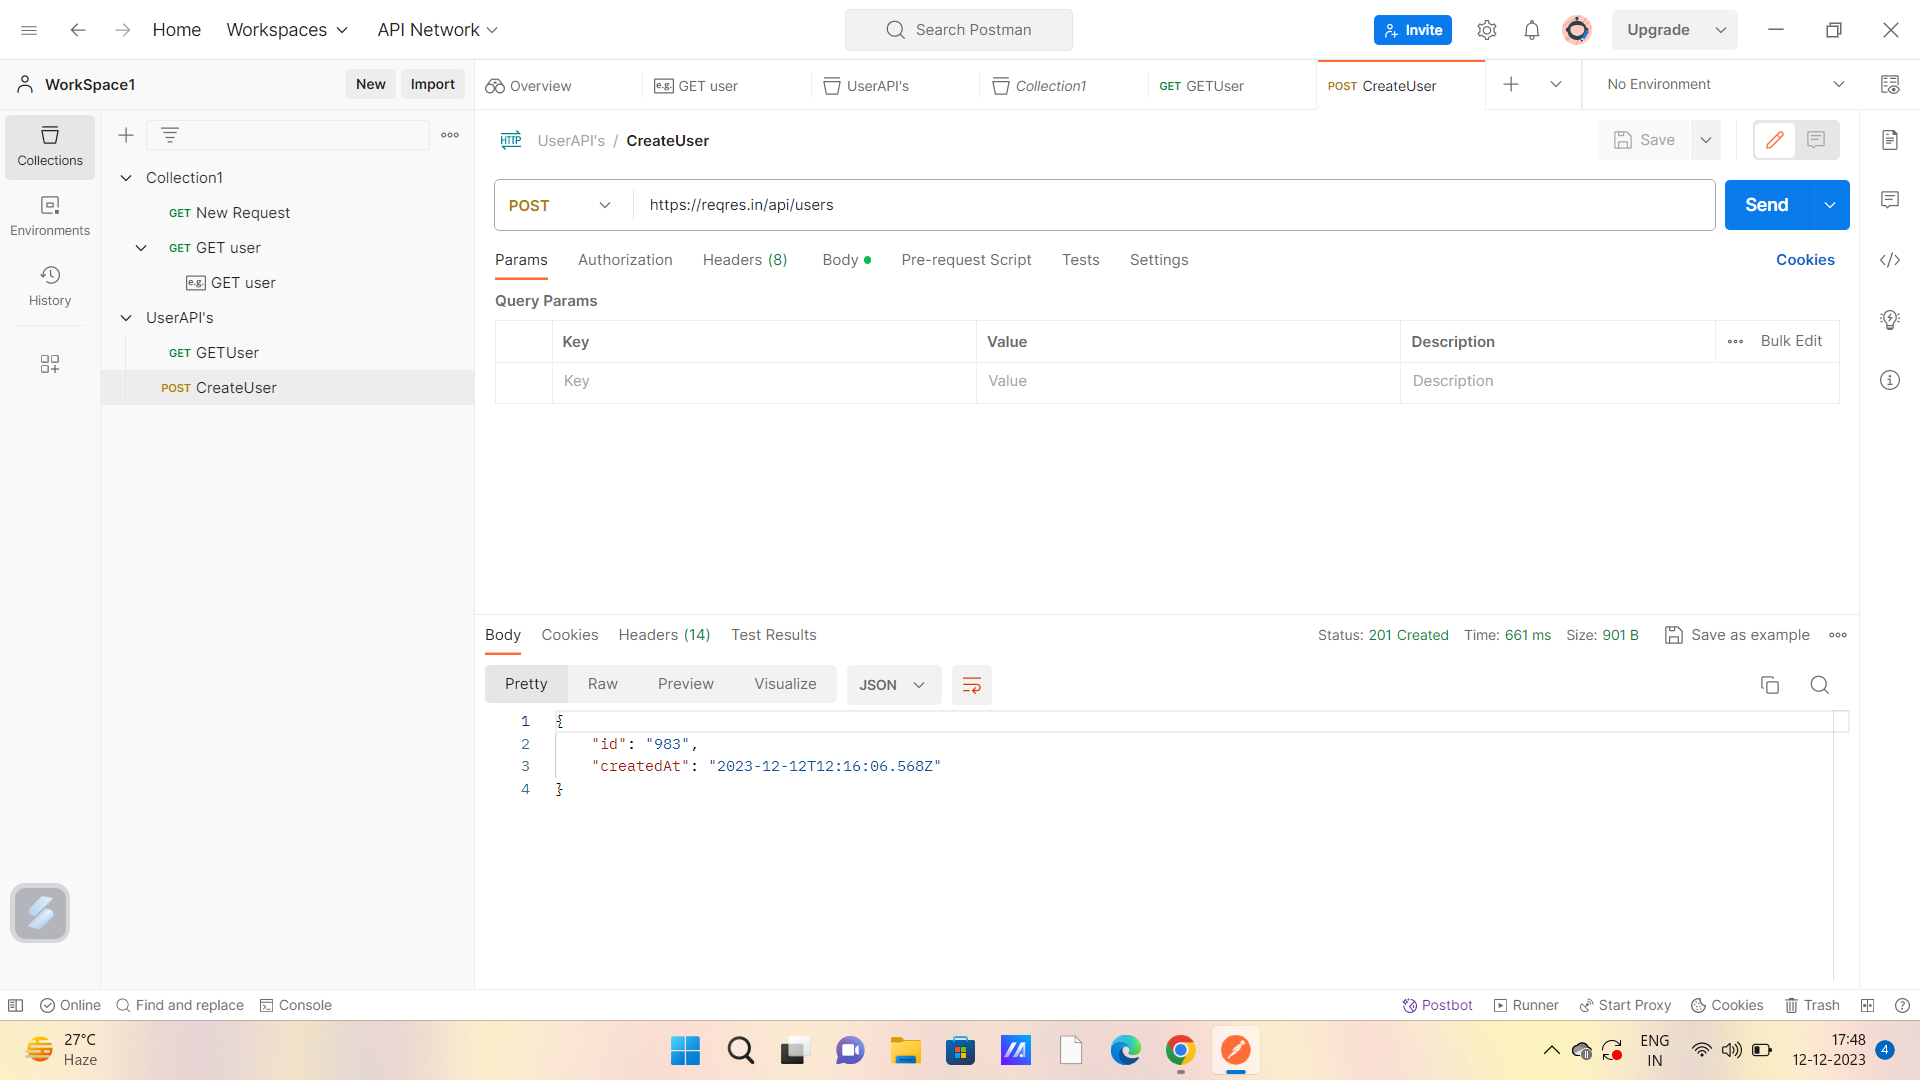 Home Workspaces API Network Search Postman Invite Upgrade
WorkSpace1 New Import Overview e.g. GET user UserAPI's Collection1 GET GETUser POST CreateUser No Environment
Collections
Environments
History
Collection1
GET New Request
GET GET user
e.g. GET user
UserAPI's
GET GETUser
POST CreateUser
HTTP UserAPI's / CreateUser Save
POST https://reqres.in/api/users Send
Params Authorization Headers (8) Body Pre-request Script Tests Settings Cookies
Query Params
Key Value Description Bulk Edit
Key Value Description
Body Cookies Headers (14) Test Results Status: 201 Created Time: 661 ms Size: 901 B Save as example
Pretty Raw Preview Visualize JSON
1 {
2 "id": "983",
3 "createdAt": "2023-12-12T12:16:06.568Z"
4 }
Online Find and replace Console Postbot Runner Start Proxy Cookies Trash
27°C
Haze
ENG
IN
17:48
12-12-2023
4